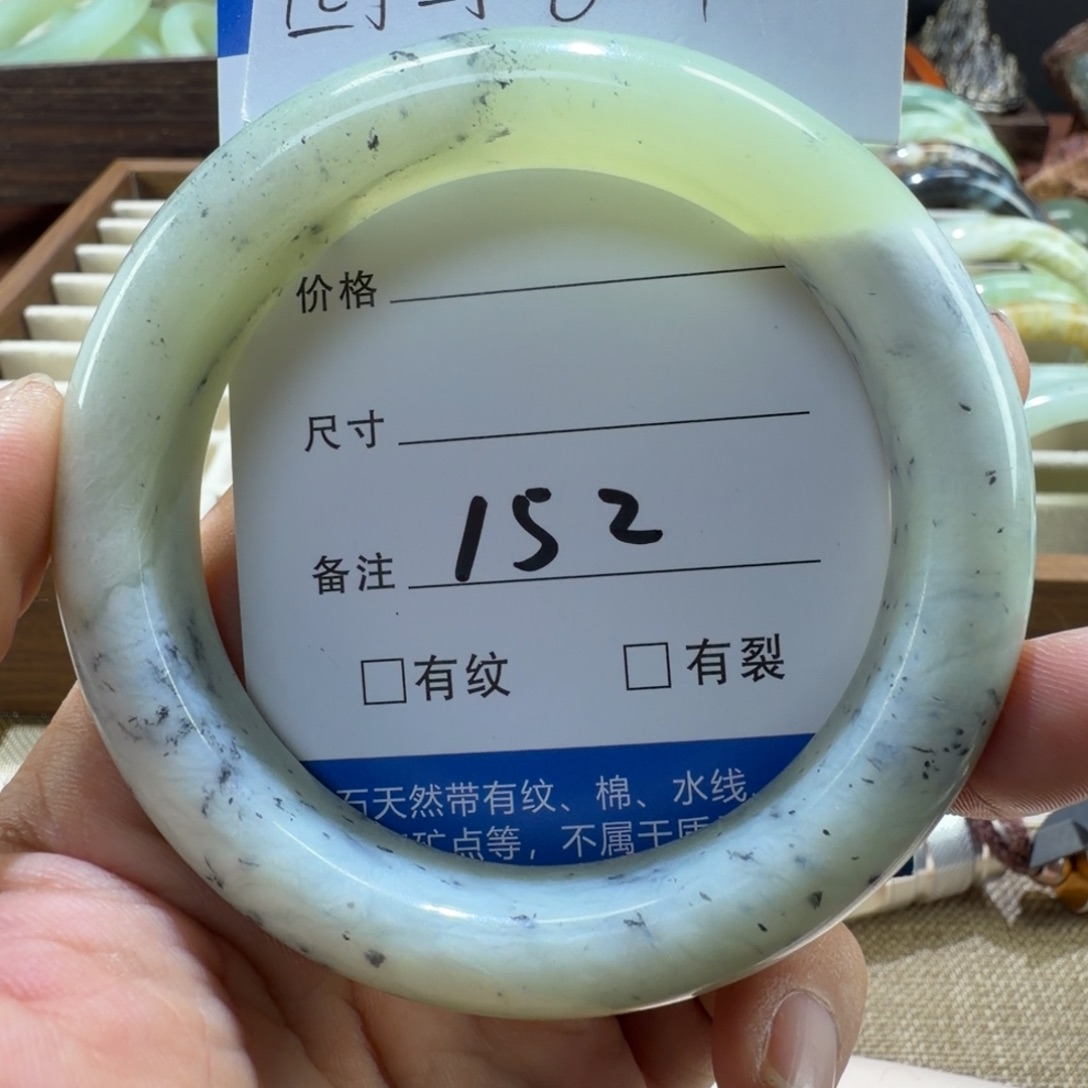 价格
尺寸
备注 152
□有纹 □有裂
石天然带有纹、棉、水线
矿点等，不属于质